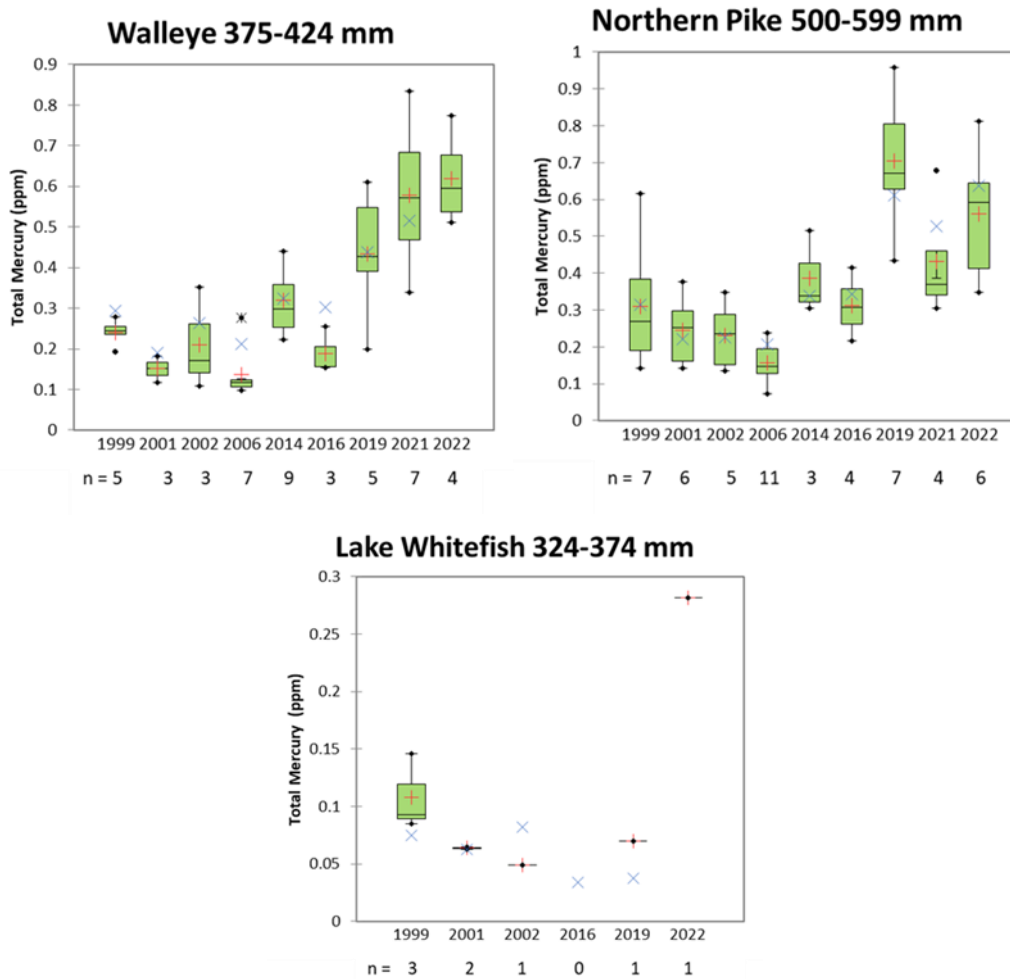 Walleye 375-424 mm
Total Mercury (ppm)
0.9
0.8
0.7
0.6
0.5
0.4
0.3
0.2
0.1
0
1999 2001 2002 2006 2014 2016 2019 2021 2022
n = 5 3 3 7 9 3 5 7 4
Northern Pike 500-599 mm
Total Mercury (ppm)
1
0.9
0.8
0.7
0.6
0.5
0.4
0.3
0.2
0.1
0
1999 2001 2002 2006 2014 2016 2019 2021 2022
n = 7 6 5 11 3 4 7 4 6
Lake Whitefish 324-374 mm
Total Mercury (ppm)
0.3
0.25
0.2
0.15
0.1
0.05
0
1999 2001 2002 2016 2019 2022
n = 3 2 1 0 1 1